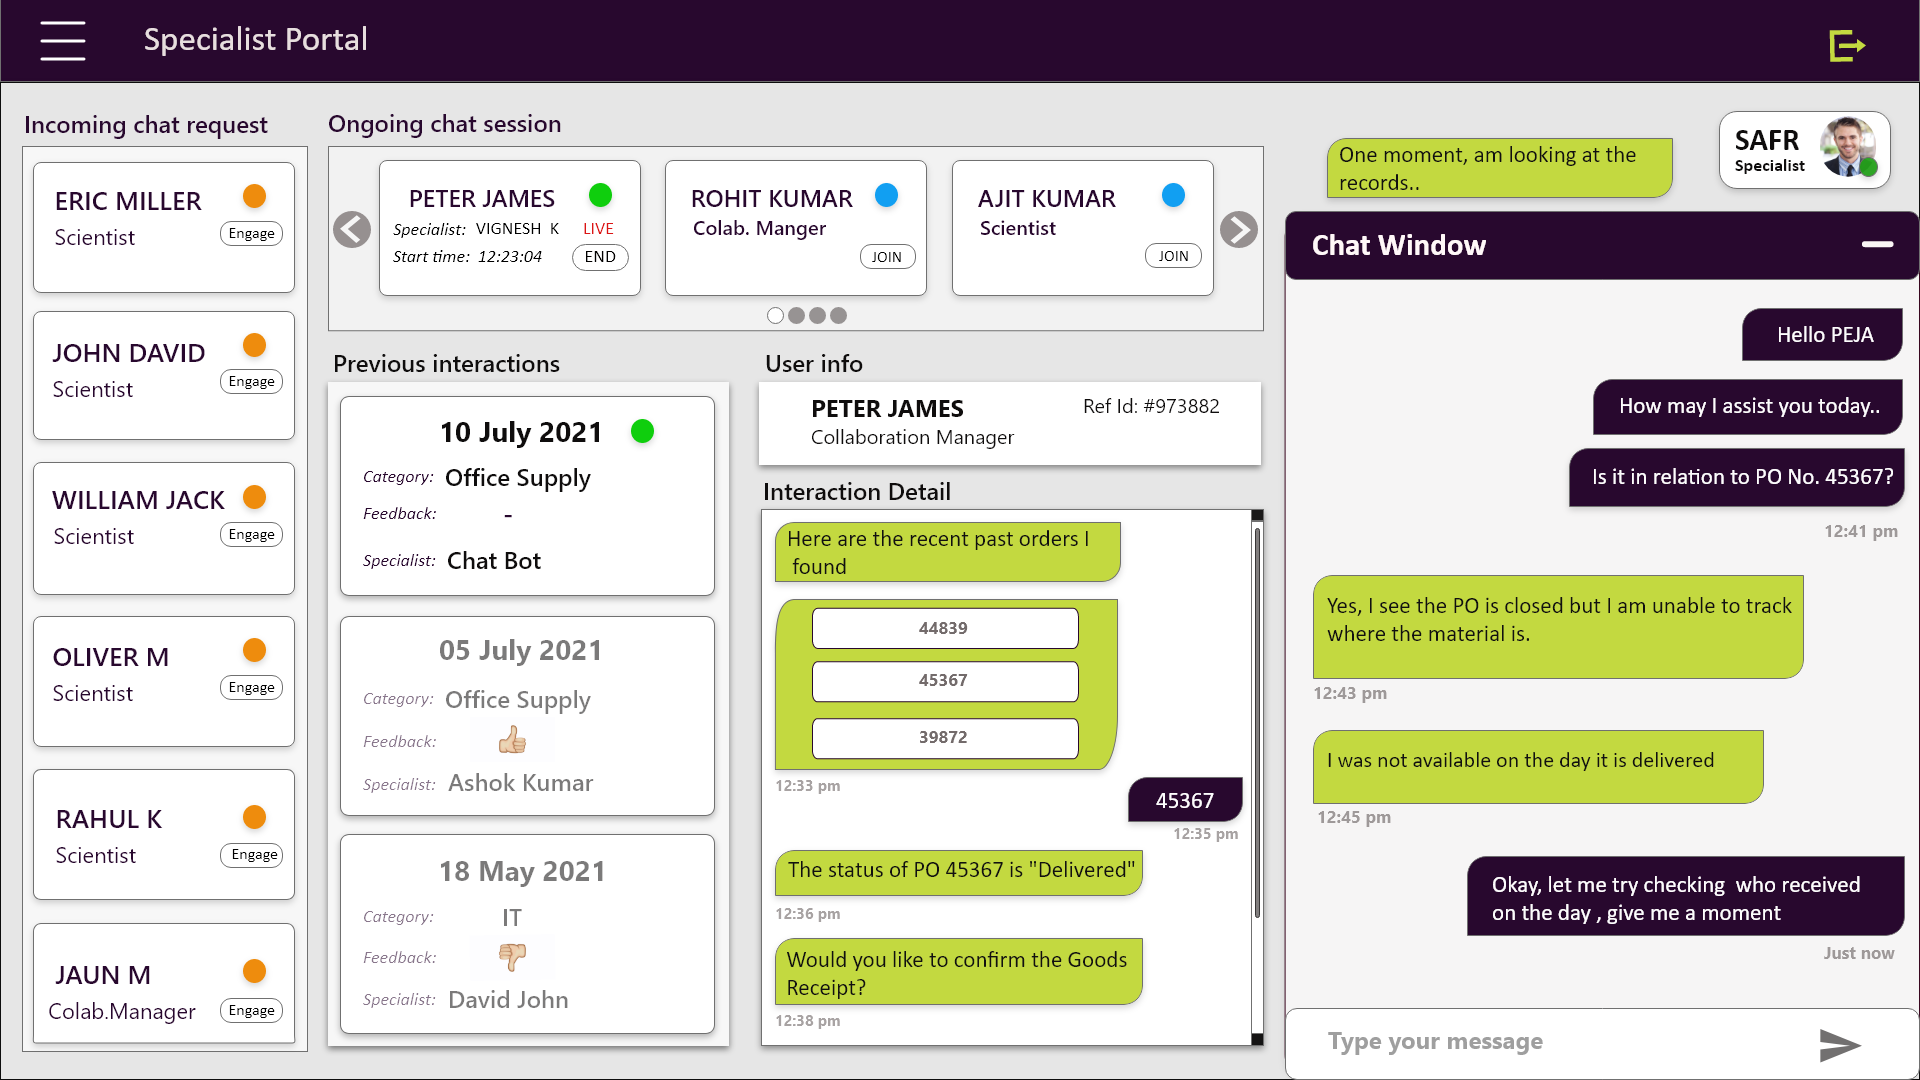 Specialist Portal
Incoming chat request
ERIC MILLER
Scientist
Engage
JOHN DAVID
Scientist
Engage
WILLIAM JACK
Scientist
Engage
OLIVER M
Scientist
Engage
RAHUL K
Scientist
Engage
JAUN M
Colab.Manager
Engage
Ongoing chat session
PETER JAMES
Specialist: VIGNESH K LIVE
Start time: 12:23:04 END
ROHIT KUMAR
Colab. Manger
JOIN
AJIT KUMAR
Scientist
JOIN
Previous interactions
10 July 2021
Category: Office Supply
Feedback: -
Specialist: Chat Bot
05 July 2021
Category: Office Supply
Feedback:
Specialist: Ashok Kumar
18 May 2021
Category: IT
Feedback:
Specialist: David John
User info
PETER JAMES
Ref Id: #973882
Collaboration Manager
Interaction Detail
Here are the recent past orders I
found
44839
45367
39872
12:33 pm
45367
12:35 pm
The status of PO 45367 is "Delivered"
12:36 pm
Would you like to confirm the Goods
Receipt?
12:38 pm
One moment, am looking at the
records..
SAFR
Specialist
Chat Window
Hello PEJA
How may I assist you today..
Is it in relation to PO No. 45367?
12:41 pm
Yes, I see the PO is closed but I am unable to track
where the material is.
12:43 pm
I was not available on the day it is delivered
12:45 pm
Okay, let me try checking who received
on the day , give me a moment
Just now
Type your message